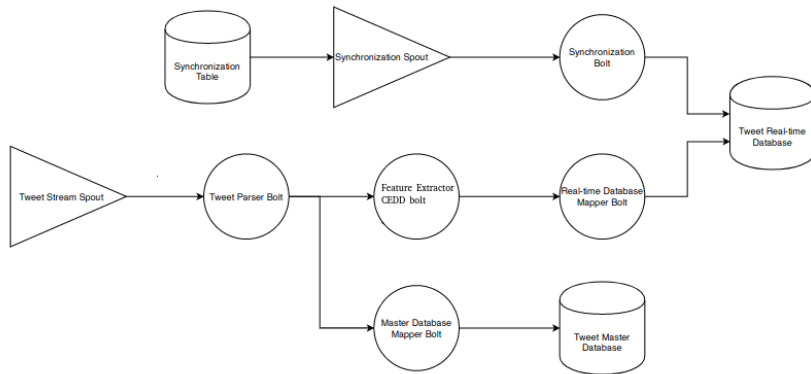 Synchronization
Table
Synchronization Spout
Synchronization
Bolt
Tweet Real-time
Database
Tweet Stream Spout
Tweet Parser Bolt
Feature Extractor
CEDD bolt
Real-time Database
Mapper Bolt
Master Database
Mapper Bolt
Tweet Master
Database